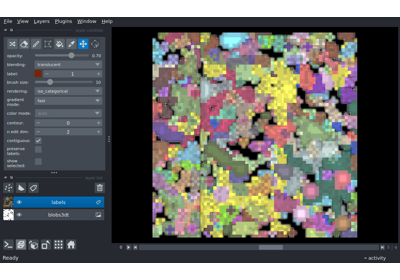 File View Layers Plugins Window Help
opacity: 0.70
blending: translucent
label: 1
brush size: 10
rendering: iso_categorical
gradient mode: fast
color mode:
contour: 0
n edit dim: 2
contiguous:
preserve labels:
show selected:
labels
blobs3dt
0
Ready
activity